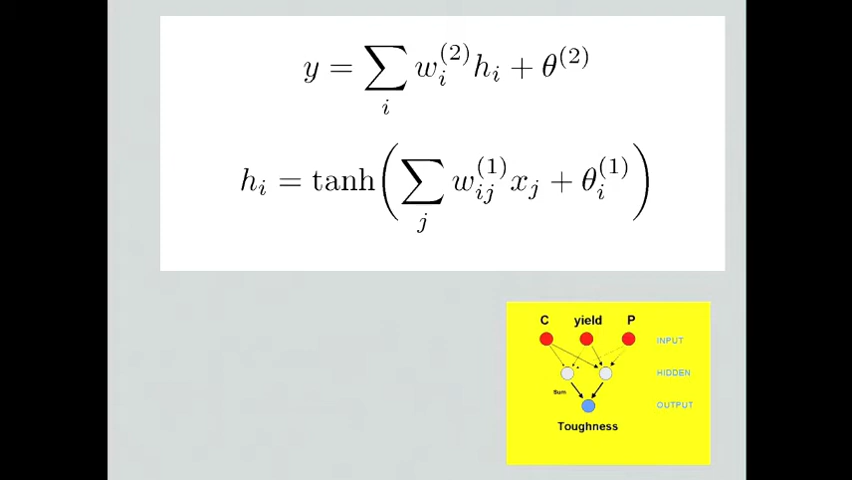 y = \sum_i w_i^{(2)} h_i + \theta^{(2)}
h_i = \tanh\left(\sum_j w_{ij}^{(1)} x_j + \theta_i^{(1)}\right)
C yield P
INPUT
HIDDEN
Sum
OUTPUT
Toughness